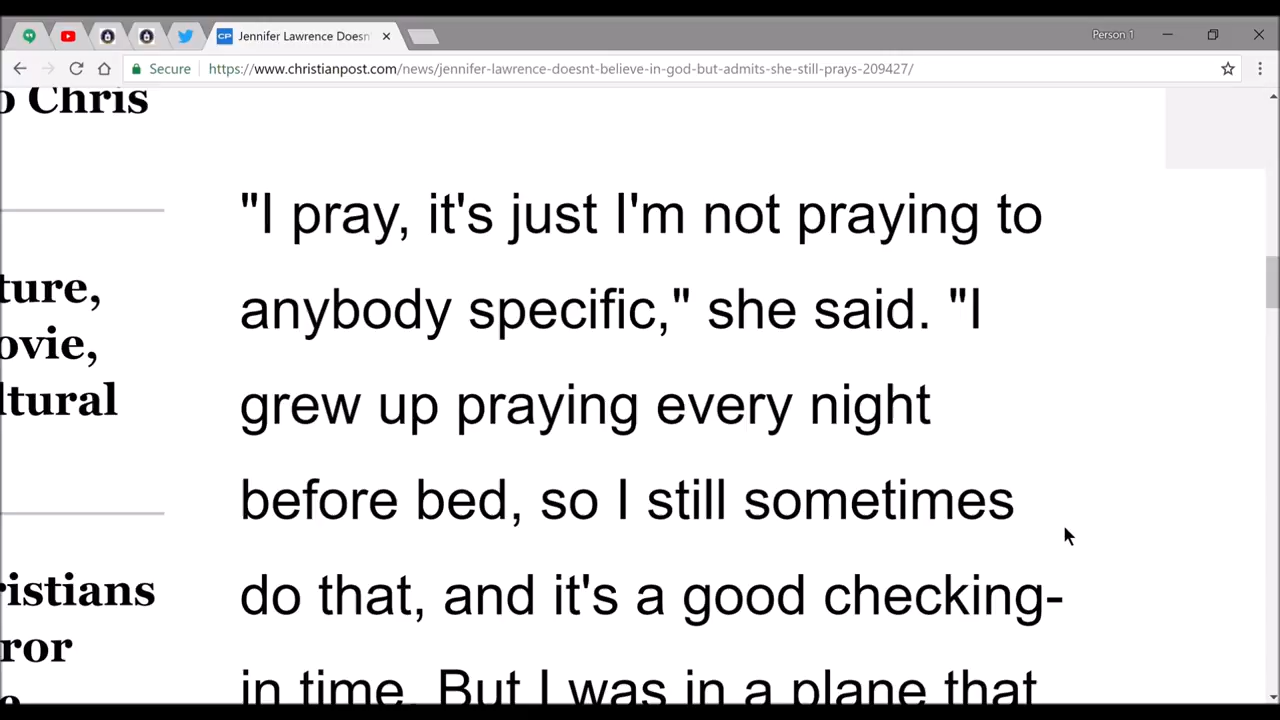 Jennifer Lawrence Doesn
Person 1
Secure
https://www.christianpost.com/news/jennifer-lawrence-doesnt-believe-in-god-but-admits-she-still-prays-209427/
o Chris
ture,
ovie,
ltural
ristians
ror
"I pray, it's just I'm not praying to
anybody specific," she said. "I
grew up praying every night
before bed, so I still sometimes
do that, and it's a good checking-
in time. But I was in a plane that